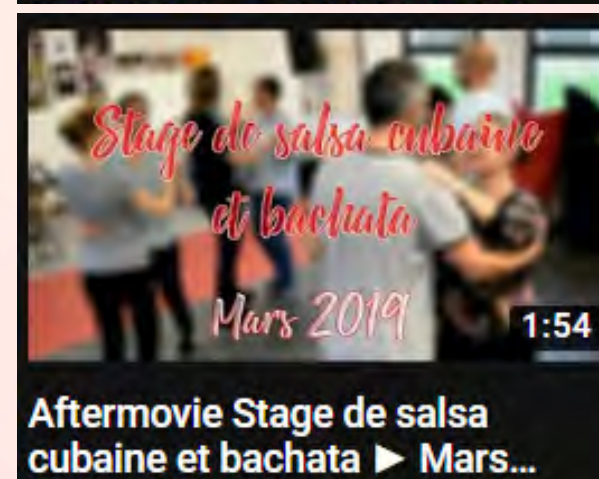 Stage de salsa cubaine
et bachata
Mars 2019
1:54
Aftermovie Stage de salsa
cubaine et bachata ► Mars...